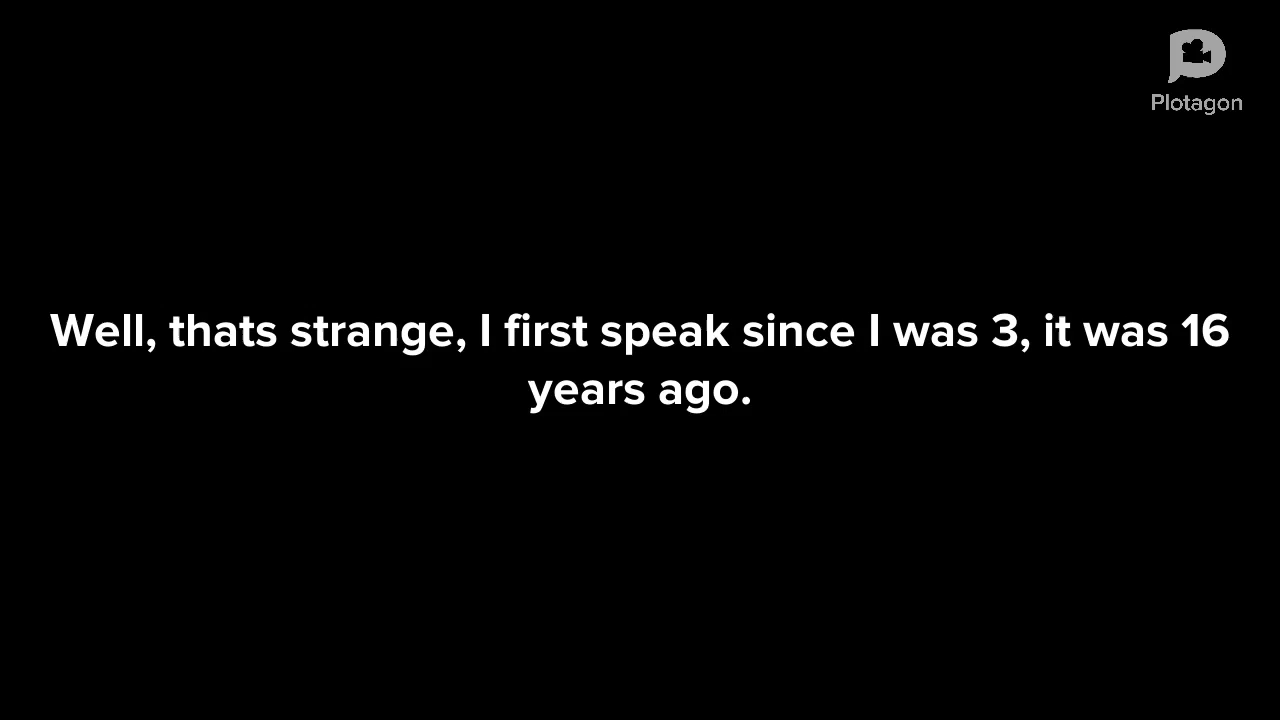 Plotagon
Well, thats strange, I first speak since I was 3, it was 16
years ago.